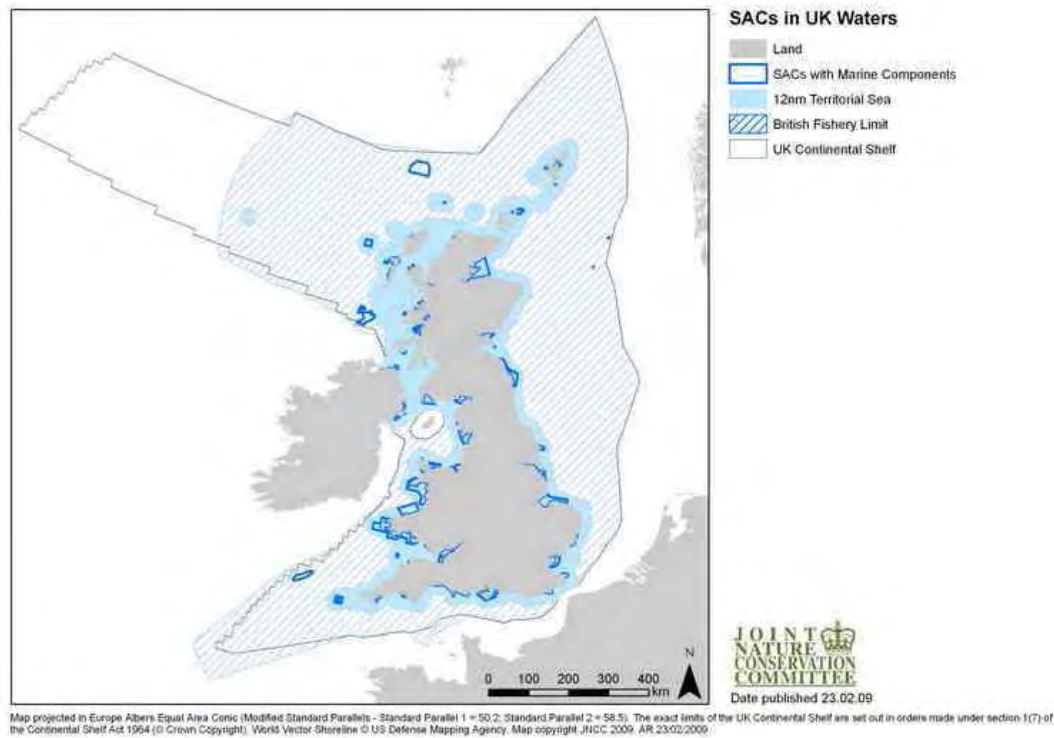 SACs in UK Waters
Land
SACs with Marine Components
12nm Territorial Sea
British Fishery Limit
UK Continental Shelf
N
0 100 200 300 400
km
JOINT
NATURE
CONSERVATION
COMMITTEE
Date published 23.02.09
Map projected in Europe Albers Equal Area Conic (Modified Standard Parallels - Standard Parallel 1 = 50.2; Standard Parallel 2 = 58.5). The exact limits of the UK Continental Shelf are set out in orders made under section 1(7) of
the Continental Shelf Act 1964 (© Crown Copyright). World Vector Shoreline © US Defense Mapping Agency. Map copyright JNCC 2009. AR 23/02/2009